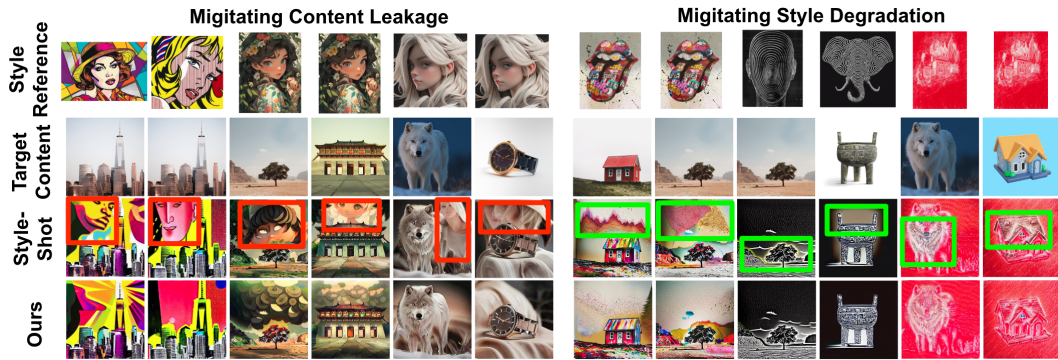 Migitating Content Leakage
Migitating Style Degradation
Style
Reference
Target
Content
Style-
Shot
Ours